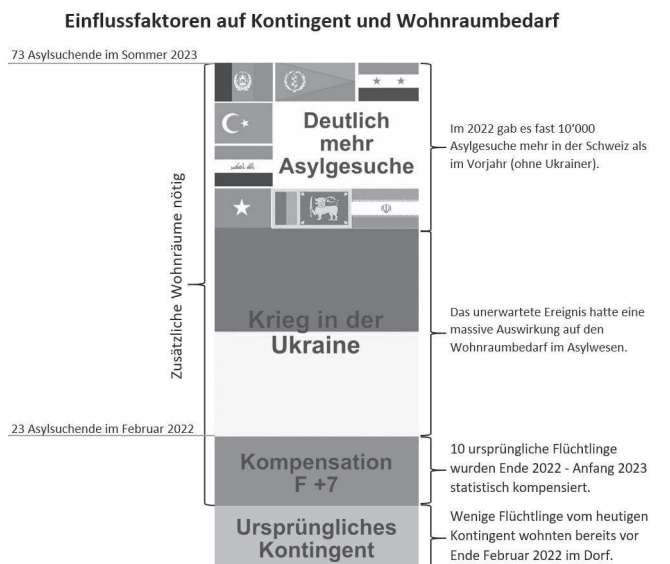 Einflussfaktoren auf Kontingent und Wohnraumbedarf
73 Asylsuchende im Sommer 2023
Deutlich
mehr
Asylgesuche
Im 2022 gab es fast 10’000
Asylgesuche mehr in der Schweiz als
im Vorjahr (ohne Ukrainer).
Zusätzliche Wohnräume nötig
Krieg in der
Ukraine
Das unerwartete Ereignis hatte eine
massive Auswirkung auf den
Wohnraumbedarf im Asylwesen.
23 Asylsuchende im Februar 2022
Kompensation
F +7
10 ursprüngliche Flüchtlinge
wurden Ende 2022 - Anfang 2023
statistisch kompensiert.
Ursprüngliches
Kontingent
Wenige Flüchtlinge vom heutigen
Kontingent wohnten bereits vor
Ende Februar 2022 im Dorf.